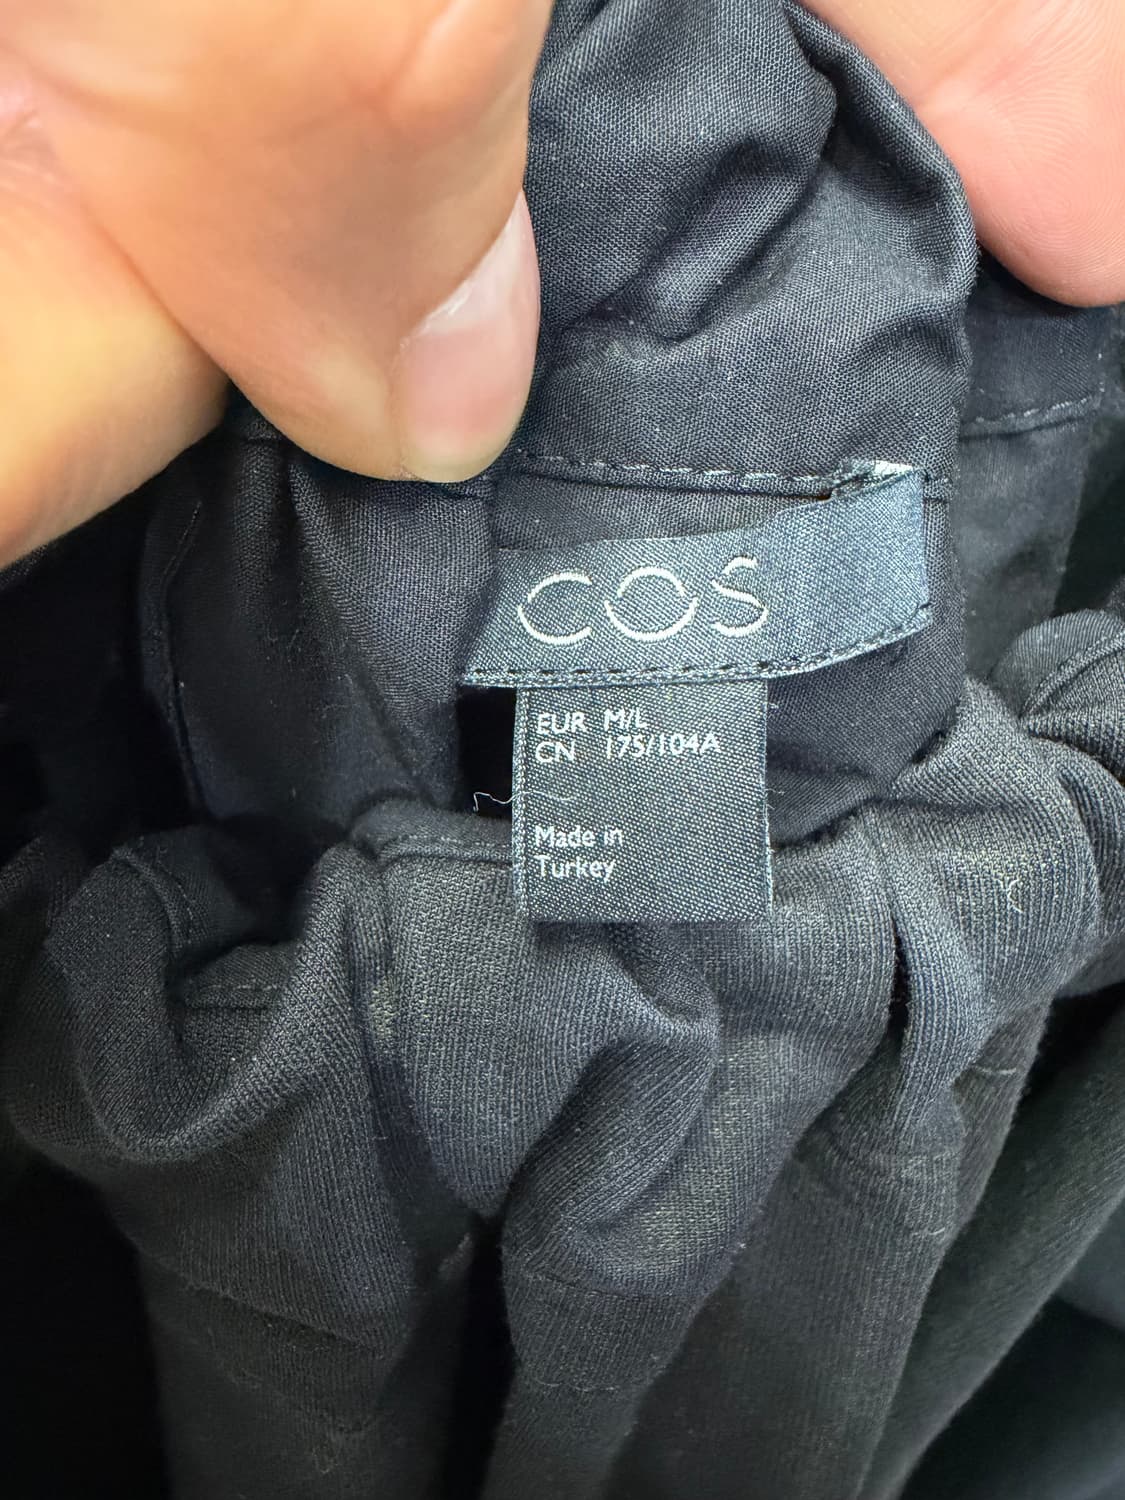 COS
EUR M/L
CN 175/104A
Made in
Turkey